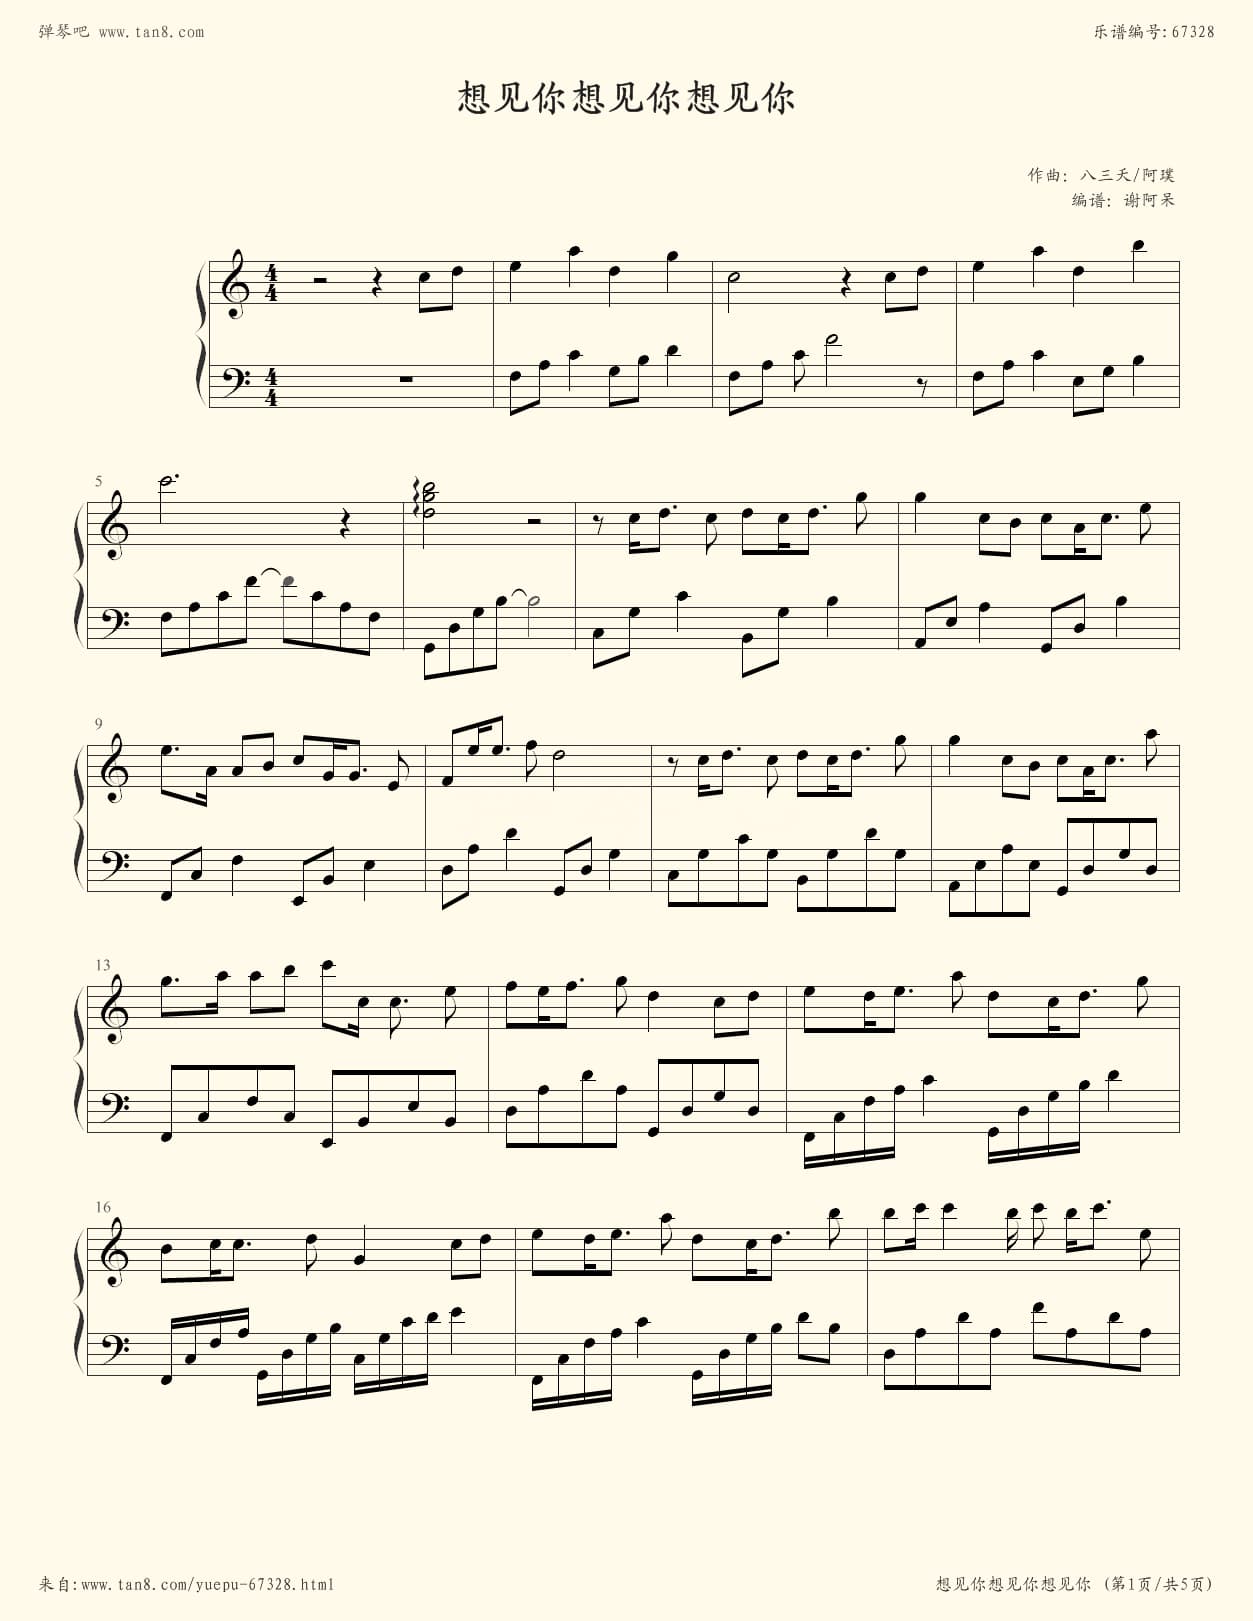 弹琴吧 www.tan8.com
乐谱编号:67328
想见你想见你想见你
作曲: 八三夭/阿璞
编谱: 谢阿呆
4
4
4
4
5
9
13
16
来自:www.tan8.com/yuepu-67328.html
想见你想见你想见你 (第1页/共5页)